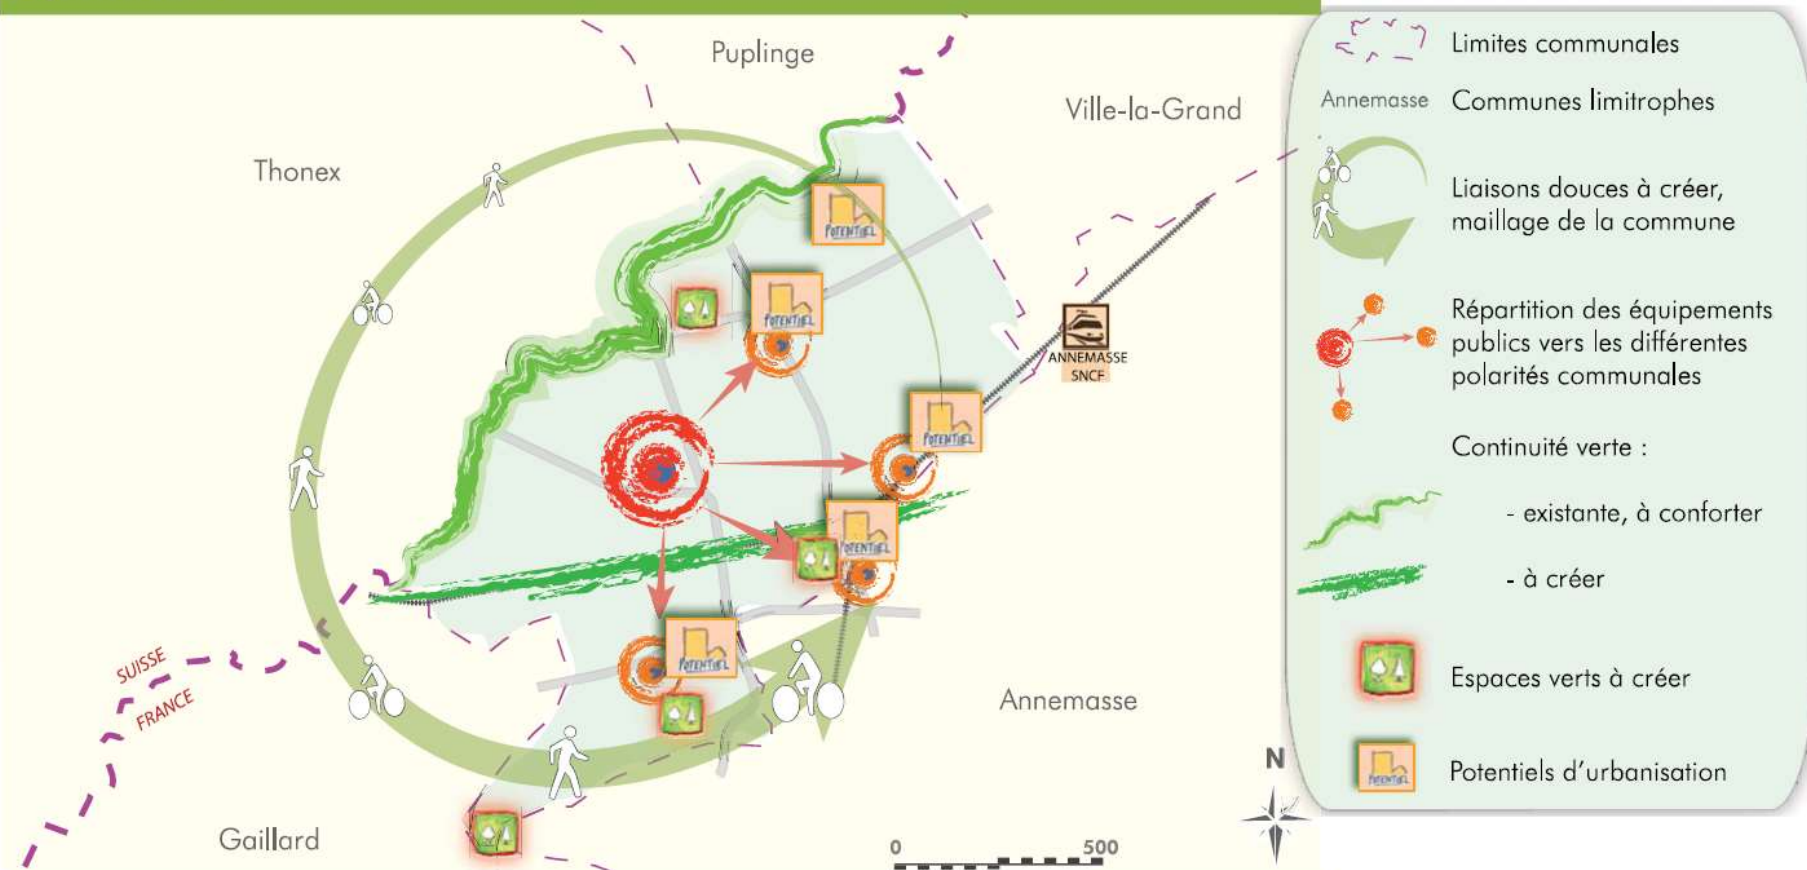 Puplinge
Ville-la-Grand
Thonex
POTENTIEL
POTENTIEL
ANNEMASSE
SNCF
POTENTIEL
POTENTIEL
POTENTIEL
SUISSE
FRANCE
Annemasse
Gaillard
0 500
N
Limites communales
Annemasse Communes limitrophes
Liaisons douces à créer,
maillage de la commune
Répartition des équipements
publics vers les différentes
polarités communales
Continuité verte :
- existante, à conforter
- à créer
Espaces verts à créer
POTENTIEL
Potentiels d'urbanisation